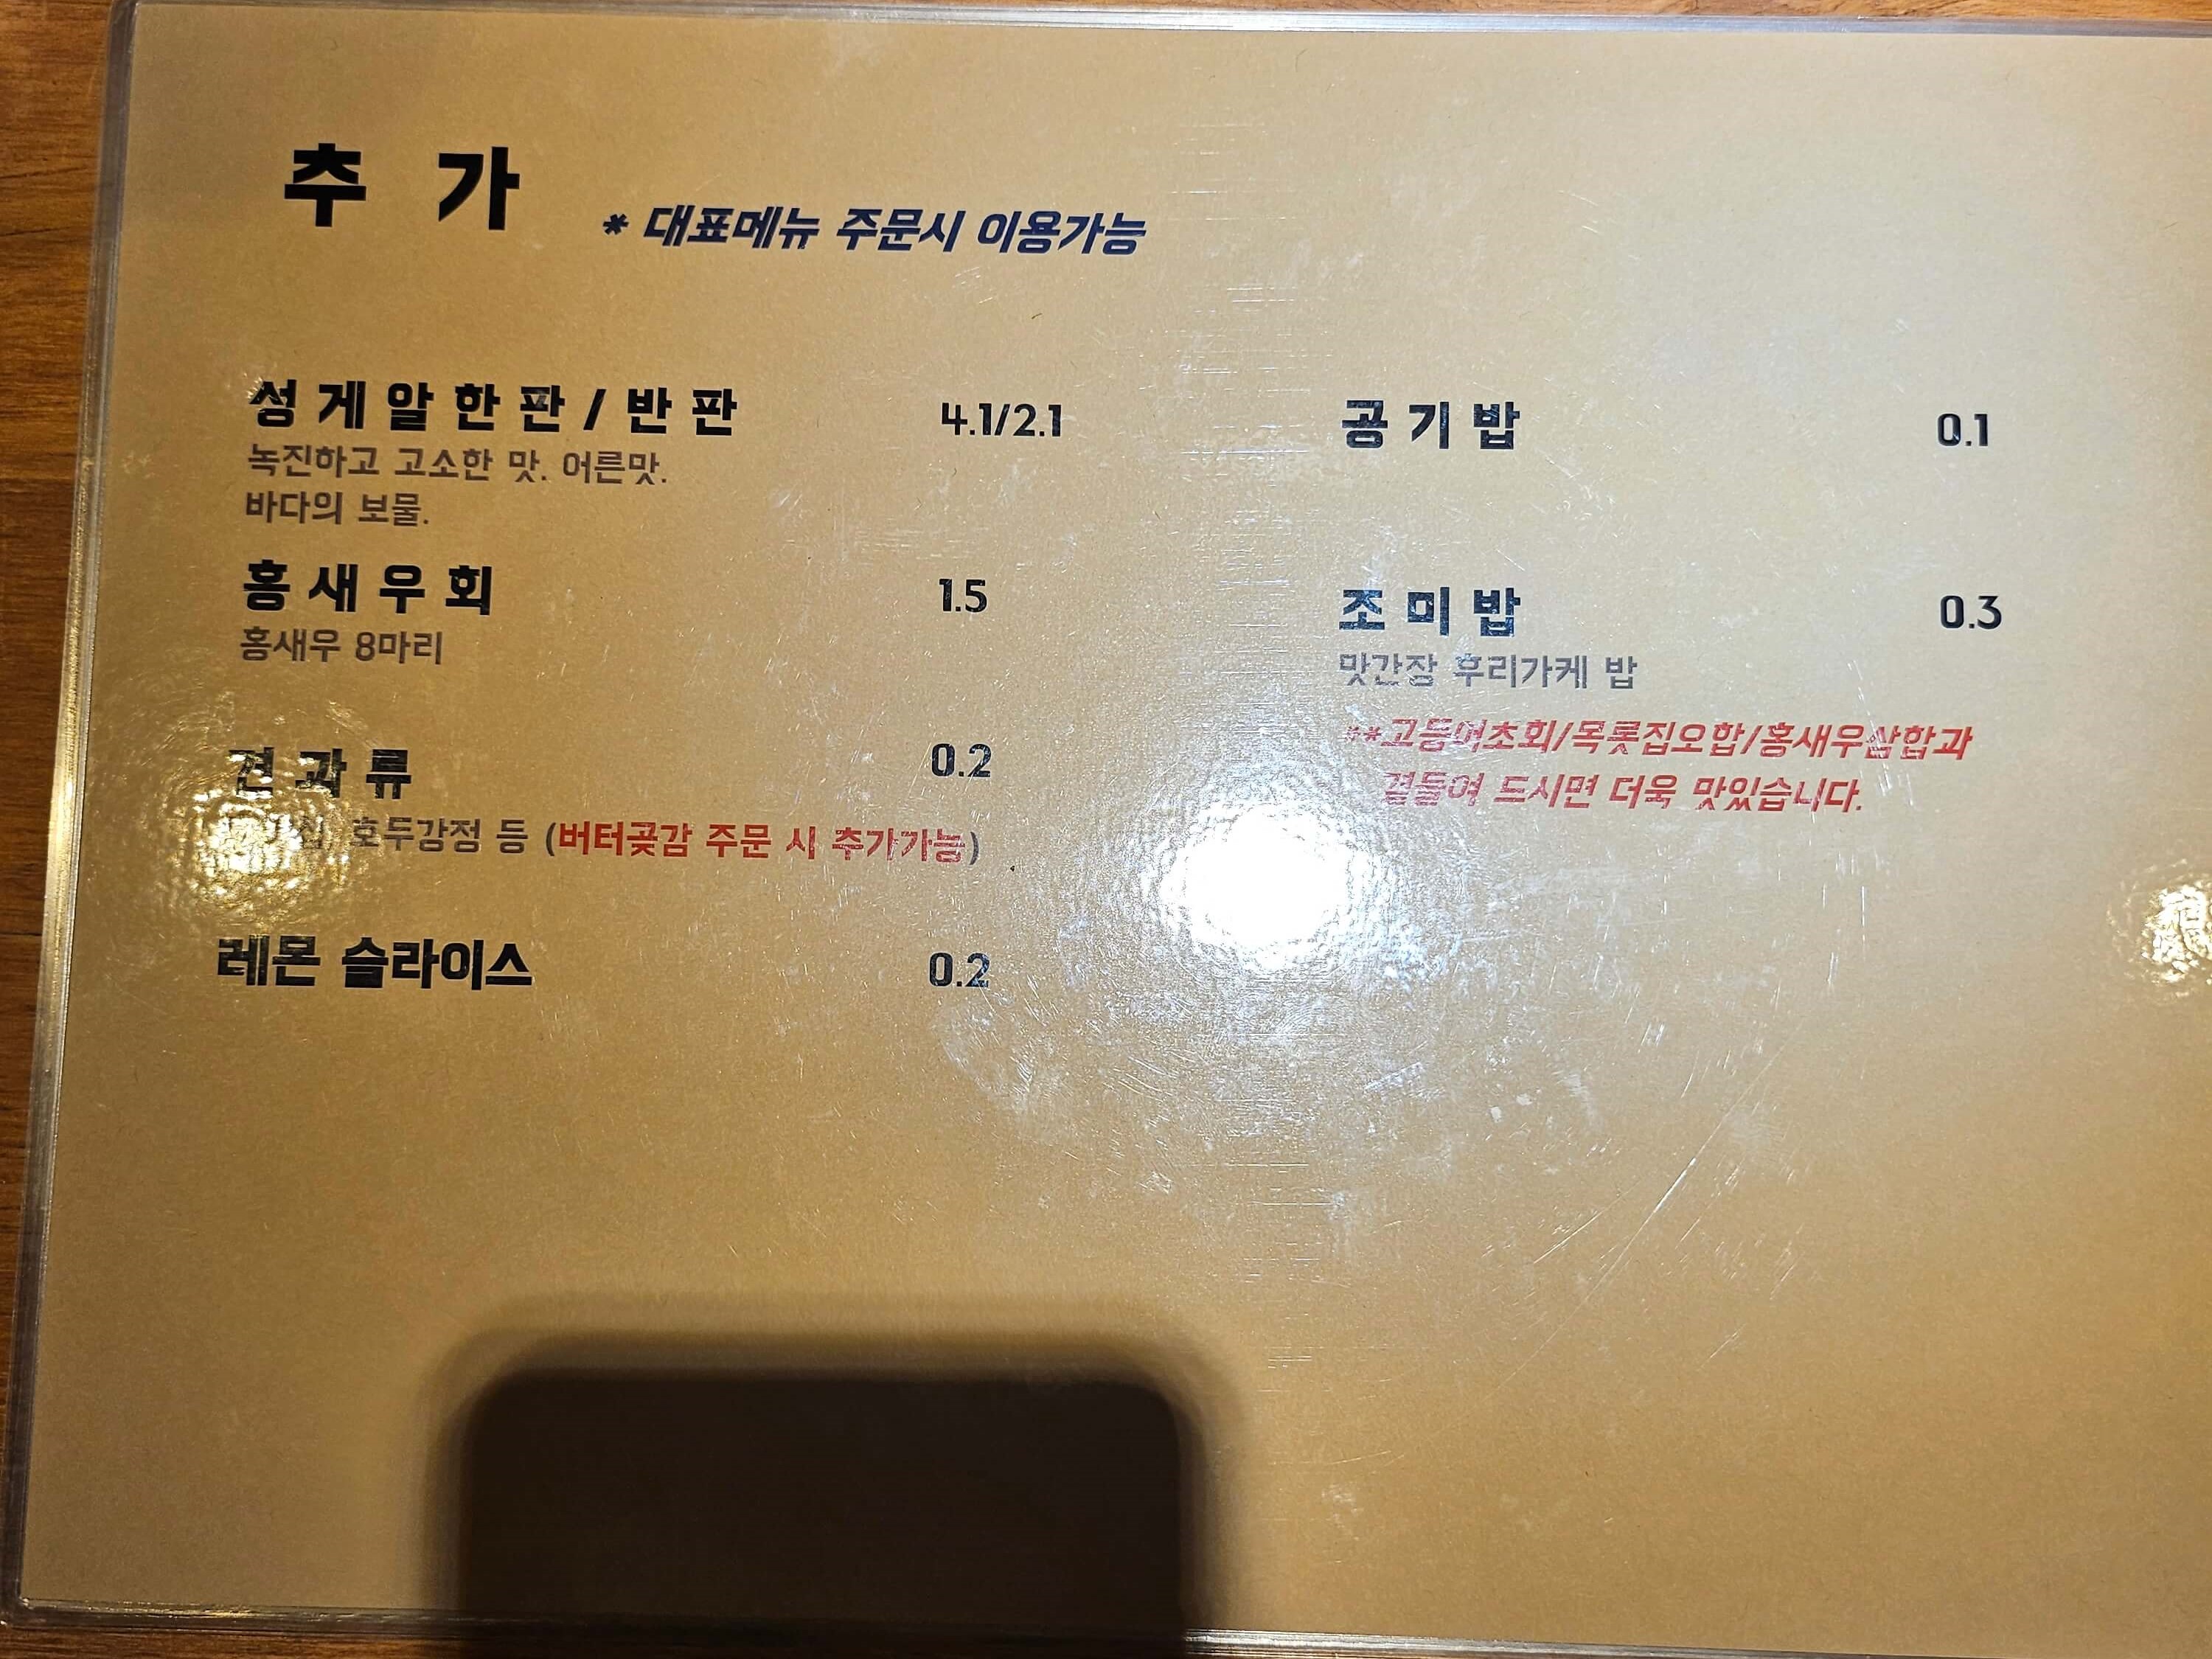 추 가
* 대표메뉴 주문시 이용가능
성게알한판/반판 4.1/2.1
녹진하고 고소한 맛. 어른맛.
바다의 보물.
홍새우회 1.5
홍새우 8마리
견과류 0.2
호두강정 등 (버터곶감 주문 시 추가가능)
레몬 슬라이스 0.2
공기밥 0.1
조미밥 0.3
맛간장 후리가케 밥
**고등어초회/목롯집오합/홍새우삼합과
곁들여 드시면 더욱 맛있습니다.